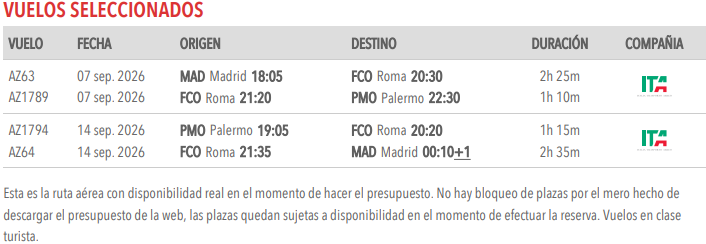 VUELOS SELECCIONADOS
VUELO FECHA ORIGEN DESTINO DURACIÓN COMPAÑIA
AZ63 07 sep. 2026 MAD Madrid 18:05 FCO Roma 20:30 2h 25m
ITA
AZ1789 07 sep. 2026 FCO Roma 21:20 PMO Palermo 22:30 1h 10m
AZ1794 14 sep. 2026 PMO Palermo 19:05 FCO Roma 20:20 1h 15m
ITA
AZ64 14 sep. 2026 FCO Roma 21:35 MAD Madrid 00:10+1 2h 35m
Esta es la ruta aérea con disponibilidad real en el momento de hacer el presupuesto. No hay bloqueo de plazas por el mero hecho de
descargar el presupuesto de la web, las plazas quedan sujetas a disponibilidad en el momento de efectuar la reserva. Vuelos en clase
turista.